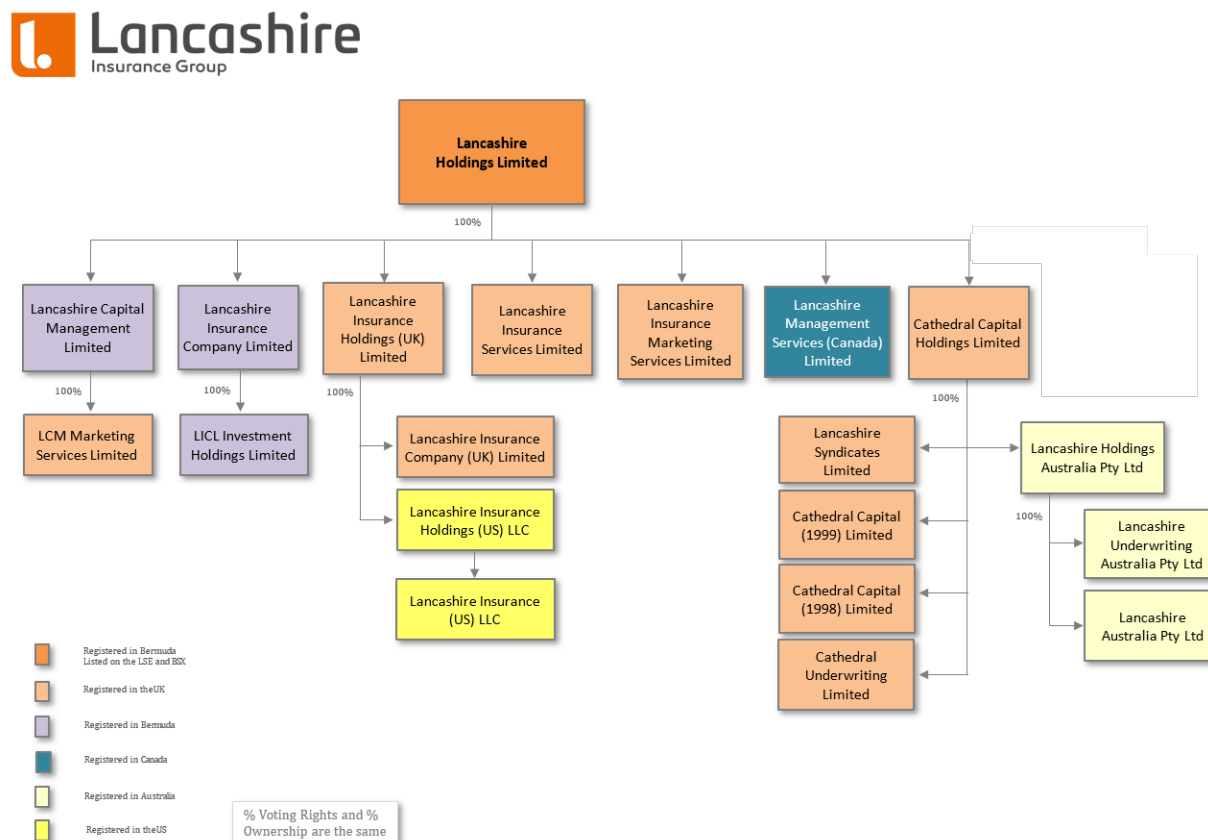 Lancashire
Insurance Group
Lancashire
Holdings Limited
100%
Lancashire Capital
Management
Limited
Lancashire
Insurance
Company Limited
Lancashire
Insurance
Holdings (UK)
Limited
Lancashire
Insurance
Services Limited
Lancashire
Insurance
Marketing
Services Limited
Lancashire
Management
Services (Canada)
Limited
Cathedral Capital
Holdings Limited
100%
100%
100%
100%
LCM Marketing
Services Limited
LICL Investment
Holdings Limited
Lancashire Insurance
Company (UK) Limited
Lancashire Insurance
Holdings (US) LLC
Lancashire Insurance
(US) LLC
Lancashire
Syndicates
Limited
Cathedral Capital
(1999) Limited
Cathedral Capital
(1998) Limited
Cathedral
Underwriting
Limited
Lancashire Holdings
Australia Pty Ltd
100%
Lancashire
Underwriting
Australia Pty Ltd
Lancashire
Australia Pty Ltd
Registered in Bermuda
Listed on the LSE and BSX
Registered in theUK
Registered in Bermuda
Registered in Canada
Registered in Australia
Registered in theUS
% Voting Rights and %
Ownership are the same